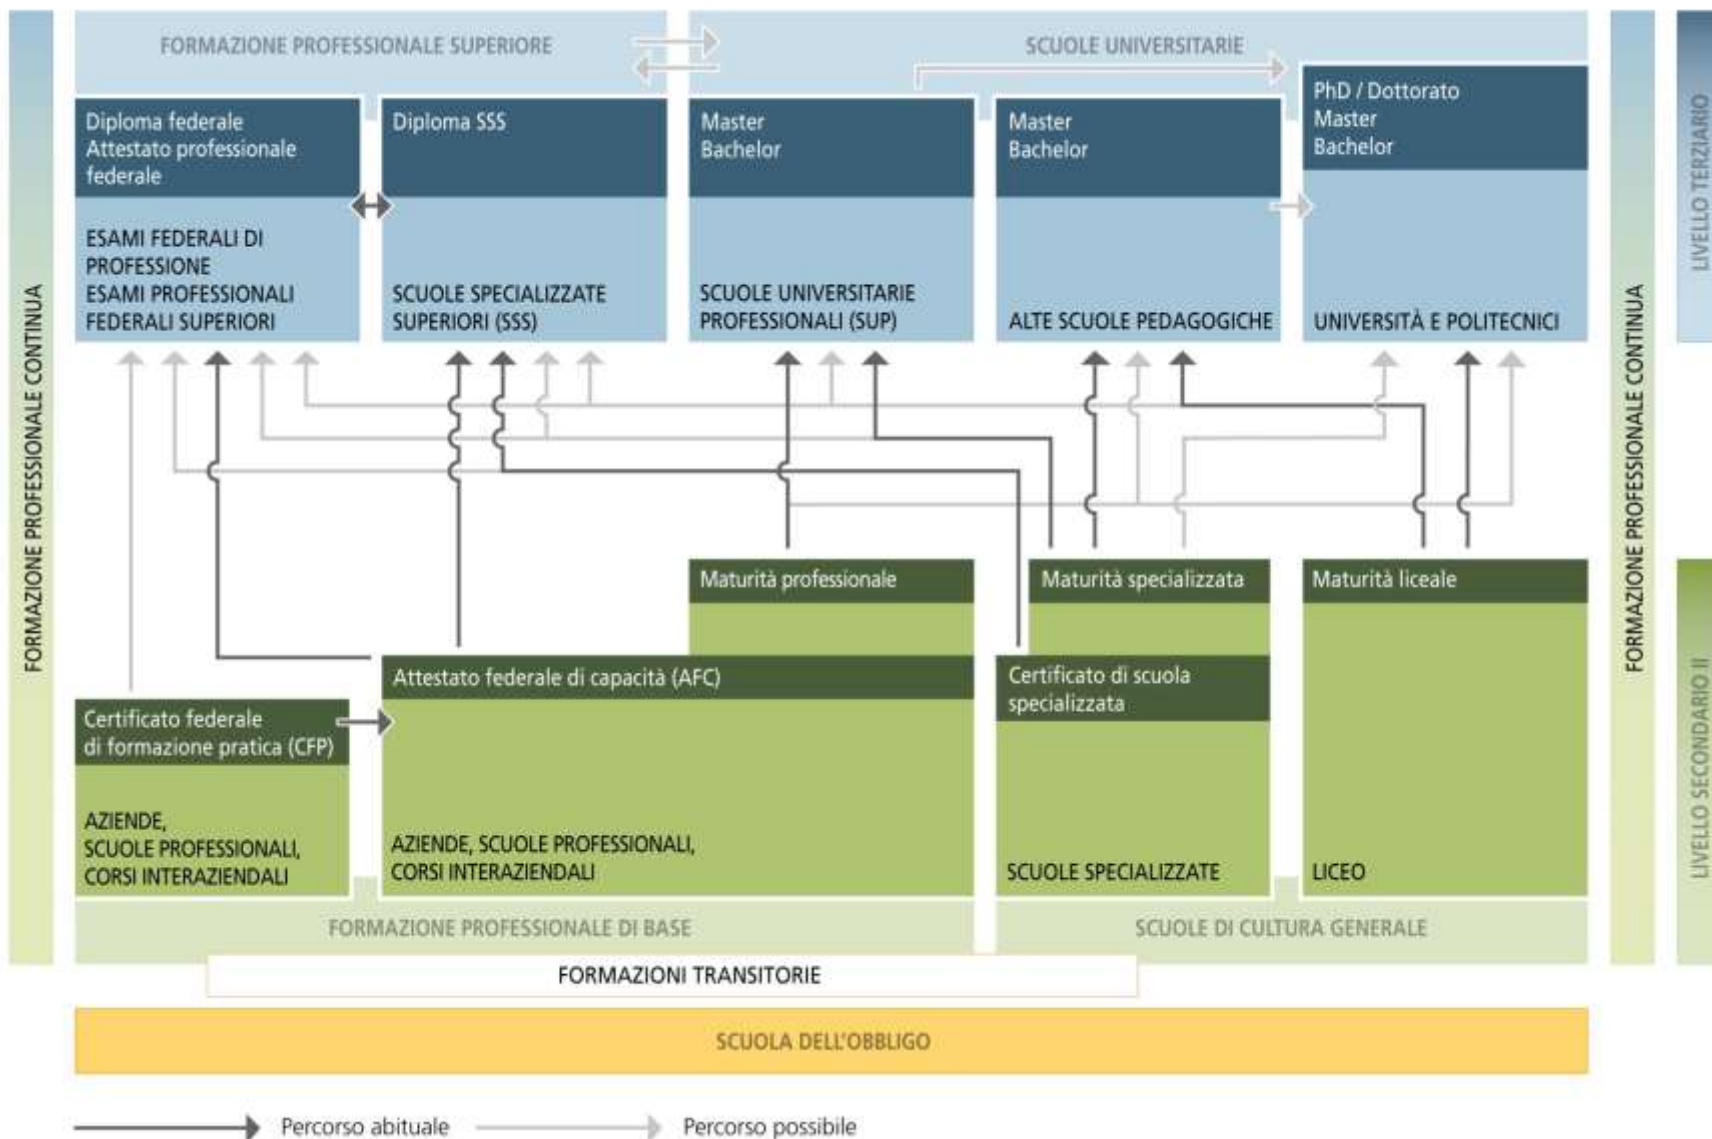 FORMAZIONE PROFESSIONALE SUPERIORE
SCUOLE UNIVERSITARIE
Diploma federale
Attestato professionale
federale
ESAMI FEDERALI DI
PROFESSIONE
ESAMI PROFESSIONALI
FEDERALI SUPERIORI
Diploma SSS
SCUOLE SPECIALIZZATE
SUPERIORI (SSS)
Master
Bachelor
SCUOLE UNIVERSITARIE
PROFESSIONALI (SUP)
Master
Bachelor
ALTE SCUOLE PEDAGOGICHE
PhD / Dottorato
Master
Bachelor
UNIVERSITÀ E POLITECNICI
FORMAZIONE PROFESSIONALE CONTINUA
FORMAZIONE PROFESSIONALE CONTINUA
LIVELLO TERZIARIO
LIVELLO SECONDARIO II
Maturità professionale
Maturità specializzata
Maturità liceale
Attestato federale di capacità (AFC)
Certificato di scuola
specializzata
Certificato federale
di formazione pratica (CFP)
AZIENDE,
SCUOLE PROFESSIONALI,
CORSI INTERAZIENDALI
AZIENDE, SCUOLE PROFESSIONALI,
CORSI INTERAZIENDALI
SCUOLE SPECIALIZZATE
LICEO
FORMAZIONE PROFESSIONALE DI BASE
SCUOLE DI CULTURA GENERALE
FORMAZIONI TRANSITORIE
SCUOLA DELL'OBBLIGO
Percorso abituale
Percorso possibile